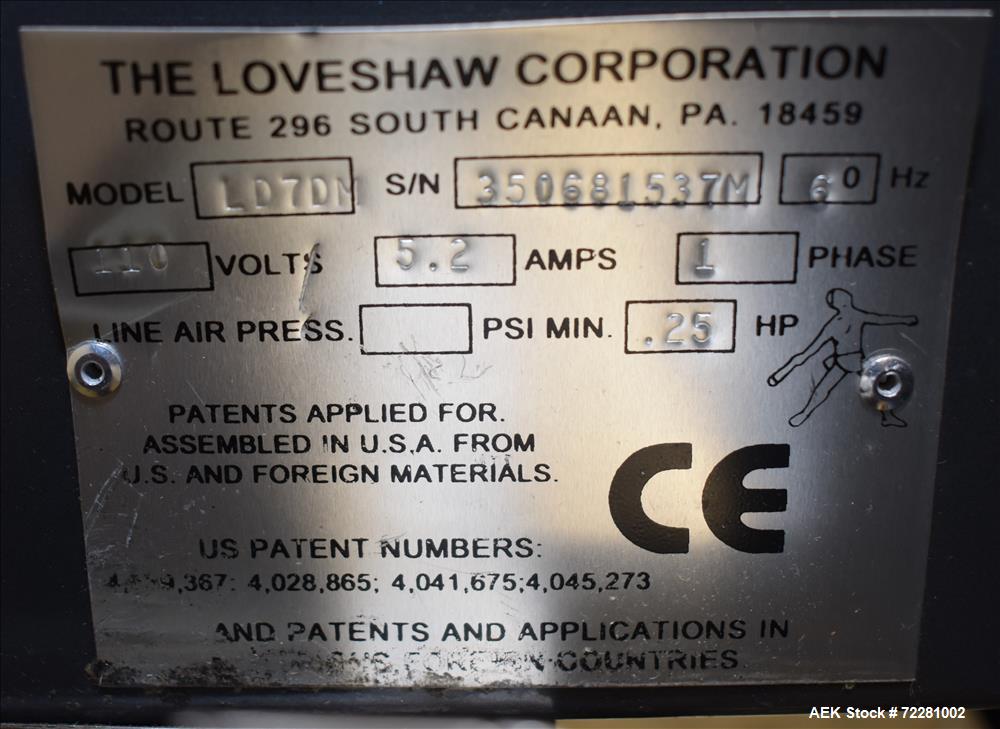 THE LOVESHAW CORPORATION
ROUTE 296 SOUTH CANAAN, PA. 18459
MODEL LD7DM S/N 350681537M 60 Hz
110 VOLTS 5.2 AMPS 1 PHASE
LINE AIR PRESS. PSI MIN. .25 HP
PATENTS APPLIED FOR.
ASSEMBLED IN U.S.A. FROM
U.S. AND FOREIGN MATERIALS.
CE
US PATENT NUMBERS:
4,028,865; 4,041,675;4,045,273
AND PATENTS AND APPLICATIONS IN
FOREIGN COUNTRIES
AEK Stock # 72281002